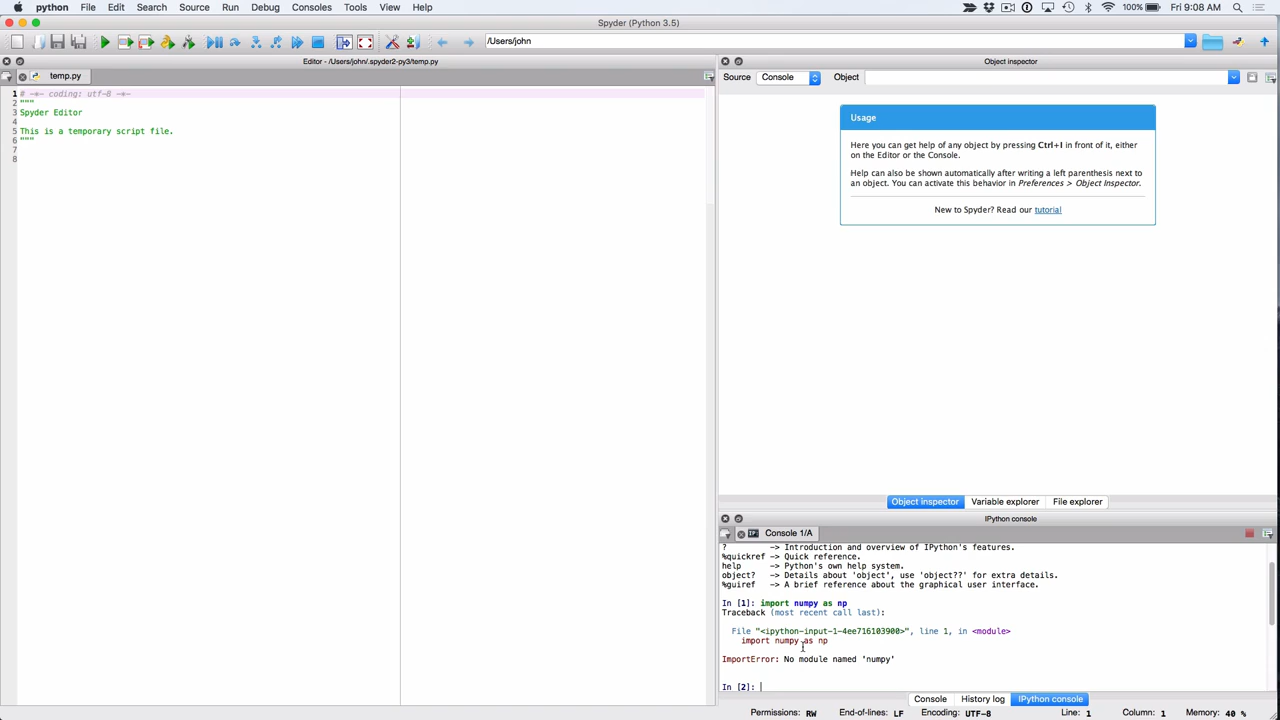 python File Edit Search Source Run Debug Consoles Tools View Help 100% Fri 9:08 AM
Spyder (Python 3.5)
/Users/john
Editor - /Users/john/.spyder2-py3/temp.py
temp.py
1 # -*- coding: utf-8 -*-
2 """
3 Spyder Editor
4
5 This is a temporary script file.
6 """
7
8
Object inspector
Source Console Object
Usage
Here you can get help of any object by pressing Ctrl+I in front of it, either
on the Editor or the Console.
Help can also be shown automatically after writing a left parenthesis next to
an object. You can activate this behavior in Preferences > Object Inspector.
New to Spyder? Read our tutorial
Object inspector Variable explorer File explorer
IPython console
Console 1/A
? -> Introduction and overview of IPython's features.
%quickref -> Quick reference.
help -> Python's own help system.
object? -> Details about 'object', use 'object??' for extra details.
%guiref -> A brief reference about the graphical user interface.
In [1]: import numpy as np
Traceback (most recent call last):
File "<ipython-input-1-4ee716103900>", line 1, in <module>
import numpy as np
ImportError: No module named 'numpy'
In [2]:
Console History log IPython console
Permissions: RW End-of-lines: LF Encoding: UTF-8 Line: 1 Column: 1 Memory: 40 %